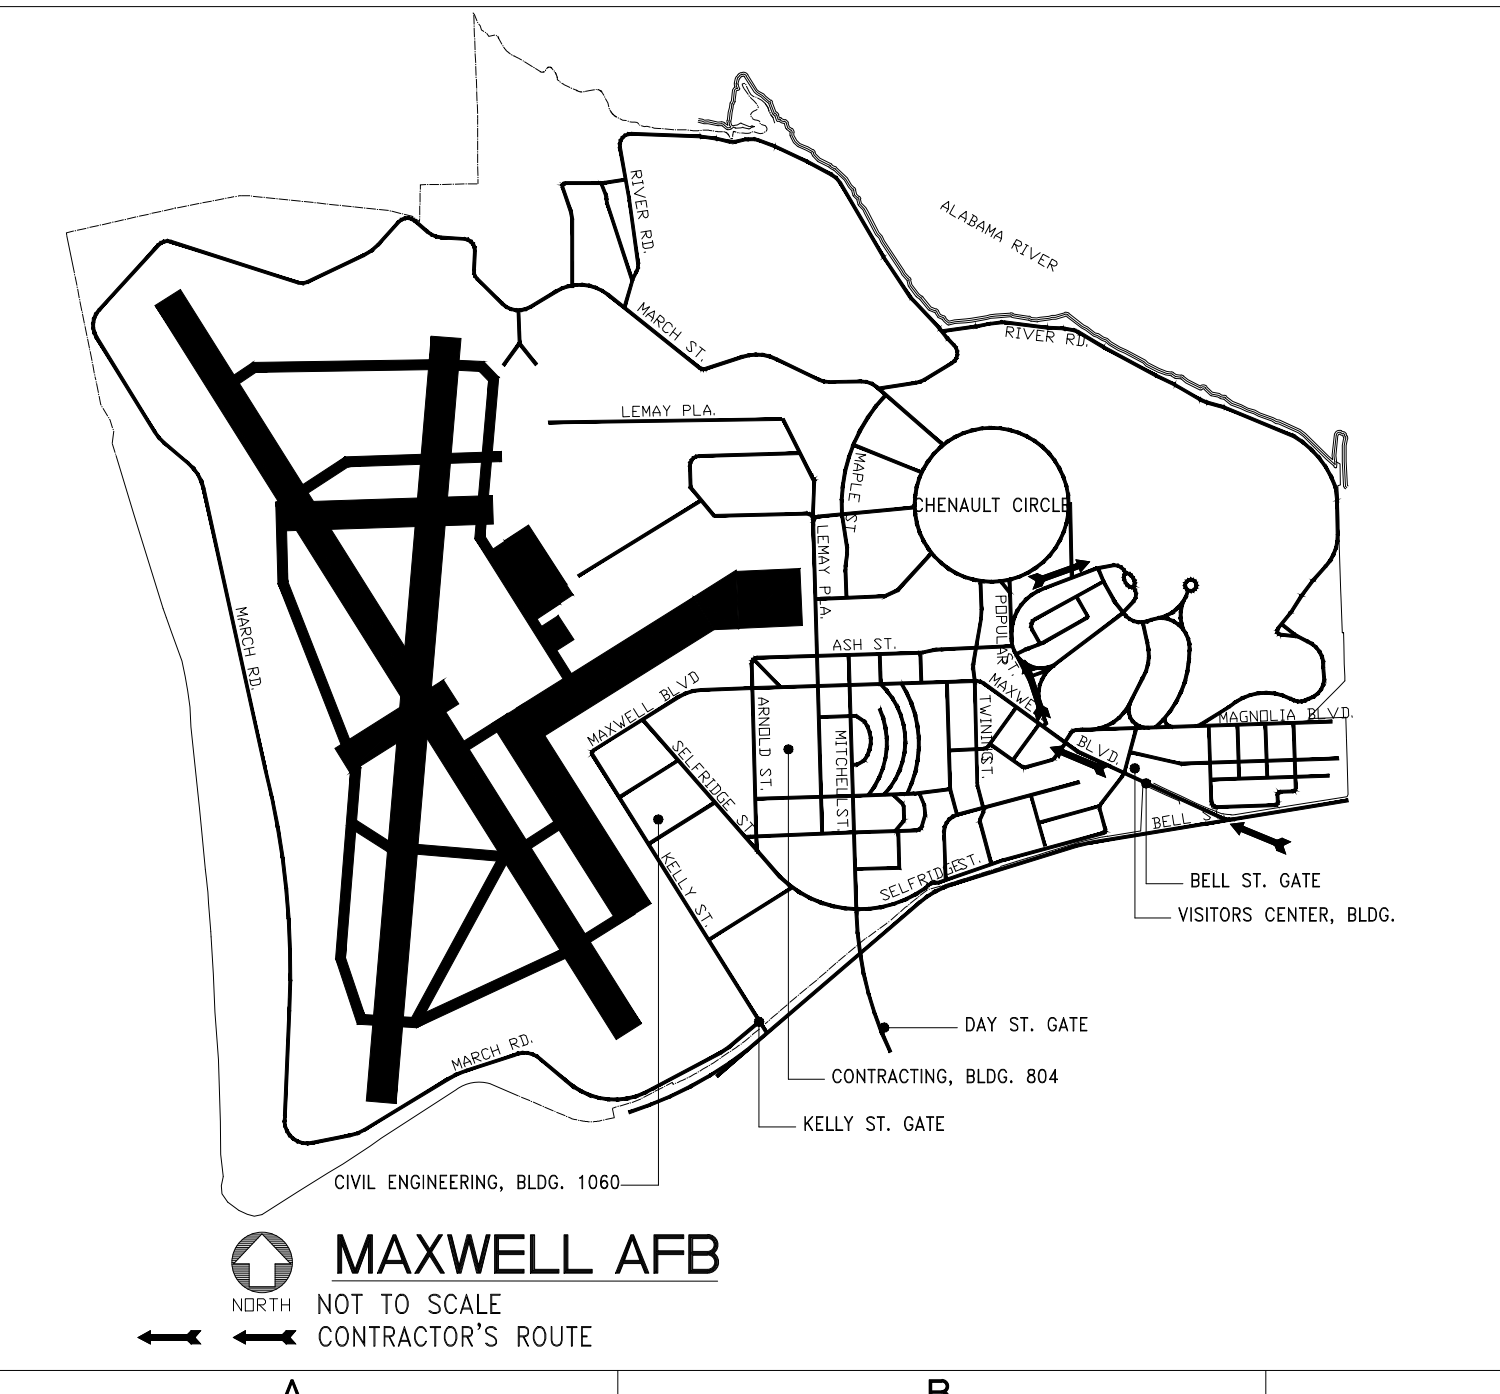 RIVER RD.
ALABAMA RIVER
MARCH ST.
RIVER RD.
LEMAY PLA.
MAPLE ST
CHENAULT CIRCLE
LEMAY PLA.
POPULAR ST.
MARCH RD.
ASH ST.
MAXWELL BLVD
MAXWE
BLVD.
MAGNOLIA BLVD.
ARNOLD ST.
TWINING ST.
MITCHELL ST.
SELFRIDGE ST.
BELL S
KELLY ST.
SELFRIDGE ST.
BELL ST. GATE
VISITORS CENTER, BLDG.
DAY ST. GATE
MARCH RD.
CONTRACTING, BLDG. 804
KELLY ST. GATE
CIVIL ENGINEERING, BLDG. 1060
MAXWELL AFB
NORTH NOT TO SCALE
CONTRACTOR'S ROUTE
A B